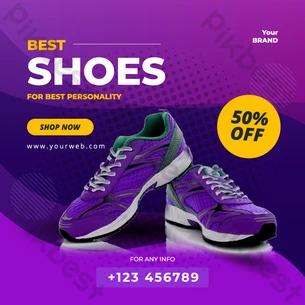 BEST
SHOES
FOR BEST PERSONALITY
Your
BRAND
SHOP NOW
www.yourweb.com
50%
OFF
FOR ANY INFO
+123 456789
pikbest